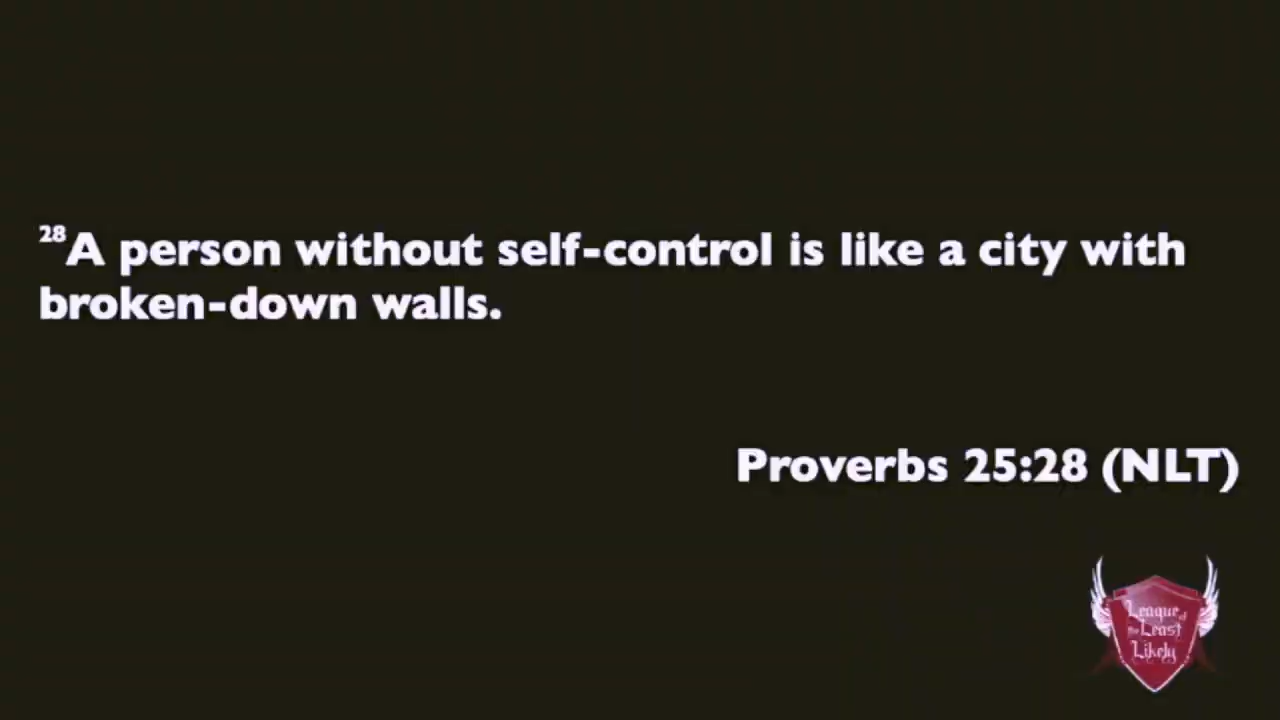 28A person without self-control is like a city with
broken-down walls.
Proverbs 25:28 (NLT)
League of
the Least
Likely